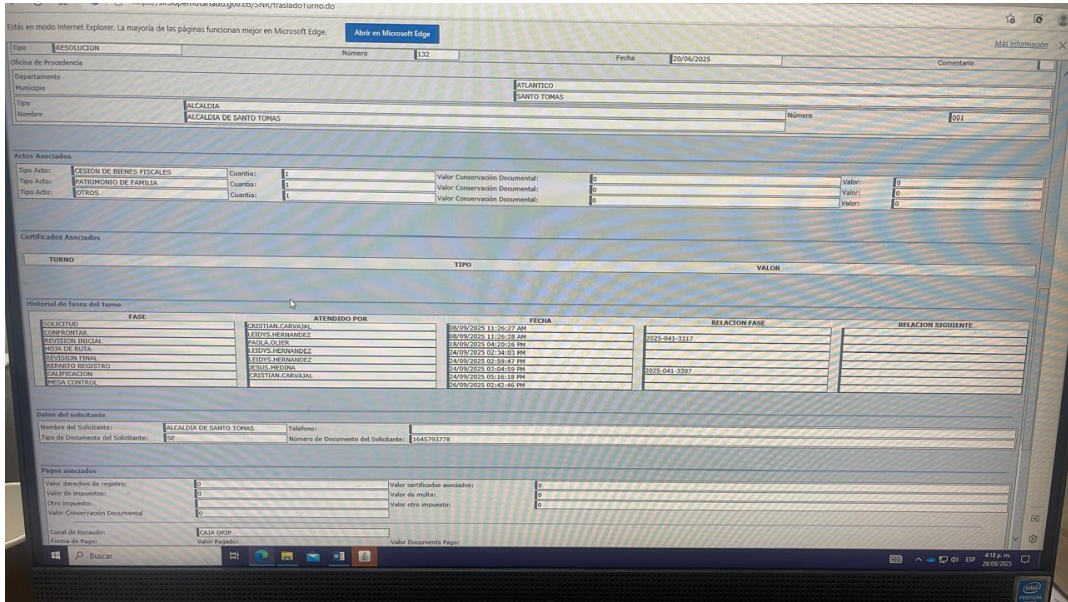 supernotariado.gov.co/SNR/trasladoTurno.do
Estás en modo Internet Explorer. La mayoría de las páginas funcionan mejor en Microsoft Edge. Abrir en Microsoft Edge Más información
Tipo RESOLUCION Número 132 Fecha 20/06/2025 Comentario
Oficina de Procedencia
Departamento ATLANTICO
Municipio SANTO TOMAS
Tipo ALCALDIA
Nombre ALCALDIA DE SANTO TOMAS Número 001
Actos Asociados
Tipo Acto: CESION DE BIENES FISCALES Cuantia: 1 Valor Conservación Documental: 0 Valor: 0
Tipo Acto: PATRIMONIO DE FAMILIA Cuantia: 1 Valor Conservación Documental: 0 Valor: 0
Tipo Acto: OTROS Cuantia: 1 Valor Conservación Documental: 0 Valor: 0
Certificados Asociados
TURNO TIPO VALOR
Historial de fases del turno
FASE ATENDIDO POR FECHA RELACION FASE RELACION SIGUIENTE
SOLICITUD CRISTIAN.CARVAJAL 08/09/2025 11:26:27 AM
CONFRONTAR LEIDYS.HERNANDEZ 08/09/2025 11:26:28 AM 2025-041-3317
REVISION INICIAL PAOLA.OLIER 18/09/2025 04:20:26 PM
HOJA DE RUTA LEIDYS.HERNANDEZ 24/09/2025 02:34:03 PM
REVISION FINAL LEIDYS.HERNANDEZ 24/09/2025 02:59:47 PM
REPARTO REGISTRO JESUS.MEDINA 24/09/2025 03:04:59 PM 2025-041-3397
CALIFICACION CRISTIAN.CARVAJAL 24/09/2025 05:16:18 PM
MESA CONTROL 26/09/2025 02:42:46 PM
Datos del solicitante
Nombre del Solicitante: ALCALDIA DE SANTO TOMAS Telefono:
Tipo de Documento del Solicitante: SE Número de Documento del Solicitante: 1645793778
Pagos asociados
Valor derechos de registro: 0 Valor certificados asociados: 0
Valor de impuestos: 0 Valor de multa: 0
Otro impuesto: Valor otro impuesto: 0
Valor Conservación Documental 0
Canal de Recaudo: CAJA ORIP
Forma de Pago: Valor Pagado: Valor Documento Pago:
Buscar ESP 4:18 p. m.
29/09/2025
intel
PENTIUM